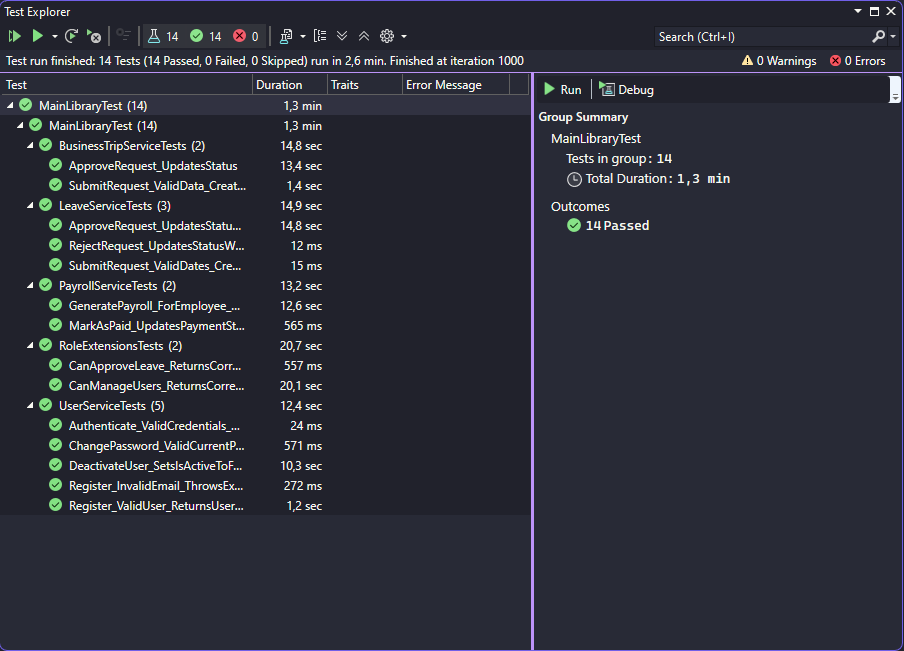 Test Explorer
14 14 0 Search (Ctrl+I)
Test run finished: 14 Tests (14 Passed, 0 Failed, 0 Skipped) run in 2,6 min. Finished at iteration 1000 0 Warnings 0 Errors
Test Duration Traits Error Message
MainLibraryTest (14) 1,3 min
MainLibraryTest (14) 1,3 min
BusinessTripServiceTests (2) 14,8 sec
ApproveRequest_UpdatesStatus 13,4 sec
SubmitRequest_ValidData_Creat... 1,4 sec
LeaveServiceTests (3) 14,9 sec
ApproveRequest_UpdatesStatu... 14,8 sec
RejectRequest_UpdatesStatusW... 12 ms
SubmitRequest_ValidDates_Cre... 15 ms
PayrollServiceTests (2) 13,2 sec
GeneratePayroll_ForEmployee_... 12,6 sec
MarkAsPaid_UpdatesPaymentSt... 565 ms
RoleExtensionsTests (2) 20,7 sec
CanApproveLeave_ReturnsCorr... 557 ms
CanManageUsers_ReturnsCorre... 20,1 sec
UserServiceTests (5) 12,4 sec
Authenticate_ValidCredentials_... 24 ms
ChangePassword_ValidCurrentP... 571 ms
DeactivateUser_SetsIsActiveToF... 10,3 sec
Register_InvalidEmail_ThrowsEx... 272 ms
Register_ValidUser_ReturnsUser... 1,2 sec
Run Debug
Group Summary
MainLibraryTest
Tests in group: 14
Total Duration: 1,3 min
Outcomes
14 Passed